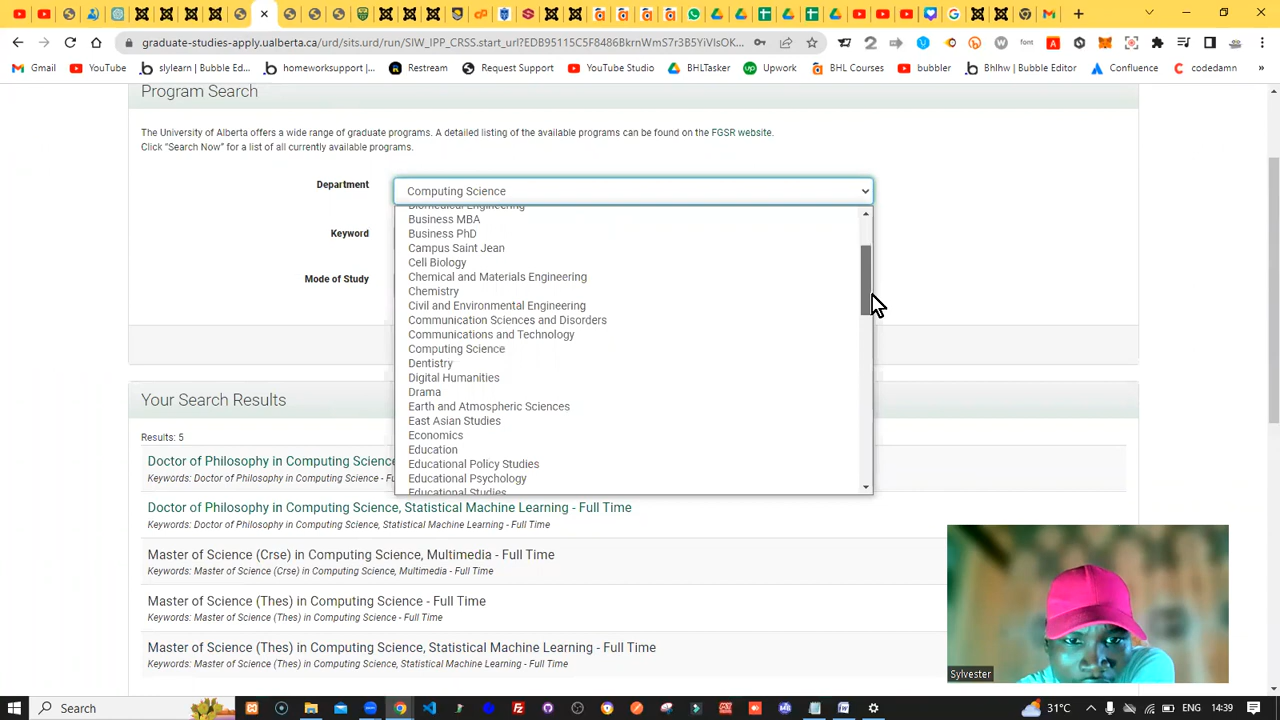 graduate-studies-apply.ualberta.ca/urd/sits.urd/run/SIW_IPP_CRSS.start_url?EDB95115C5F8486BkrnWmS7r3B5YiVIsOK...
Gmail YouTube slylearn | Bubble Ed... homeworksupport |... Restream Request Support YouTube Studio BHLTasker Upwork BHL Courses bubbler Bhlhw | Bubble Editor Confluence codedamn »
Program Search
The University of Alberta offers a wide range of graduate programs. A detailed listing of the available programs can be found on the FGSR website.
Click "Search Now" for a list of all currently available programs.
Department
Computing Science
Keyword
Mode of Study
Biomedical Engineering
Business MBA
Business PhD
Campus Saint Jean
Cell Biology
Chemical and Materials Engineering
Chemistry
Civil and Environmental Engineering
Communication Sciences and Disorders
Communications and Technology
Computing Science
Dentistry
Digital Humanities
Drama
Earth and Atmospheric Sciences
East Asian Studies
Economics
Education
Educational Policy Studies
Educational Psychology
Educational Studies
Your Search Results
Results: 5
Doctor of Philosophy in Computing Science
Keywords: Doctor of Philosophy in Computing Science - Fu
Doctor of Philosophy in Computing Science, Statistical Machine Learning - Full Time
Keywords: Doctor of Philosophy in Computing Science, Statistical Machine Learning - Full Time
Master of Science (Crse) in Computing Science, Multimedia - Full Time
Keywords: Master of Science (Crse) in Computing Science, Multimedia - Full Time
Master of Science (Thes) in Computing Science - Full Time
Keywords: Master of Science (Thes) in Computing Science - Full Time
Master of Science (Thes) in Computing Science, Statistical Machine Learning - Full Time
Keywords: Master of Science (Thes) in Computing Science, Statistical Machine Learning - Full Time
Sylvester
Search
31°C ENG 14:39